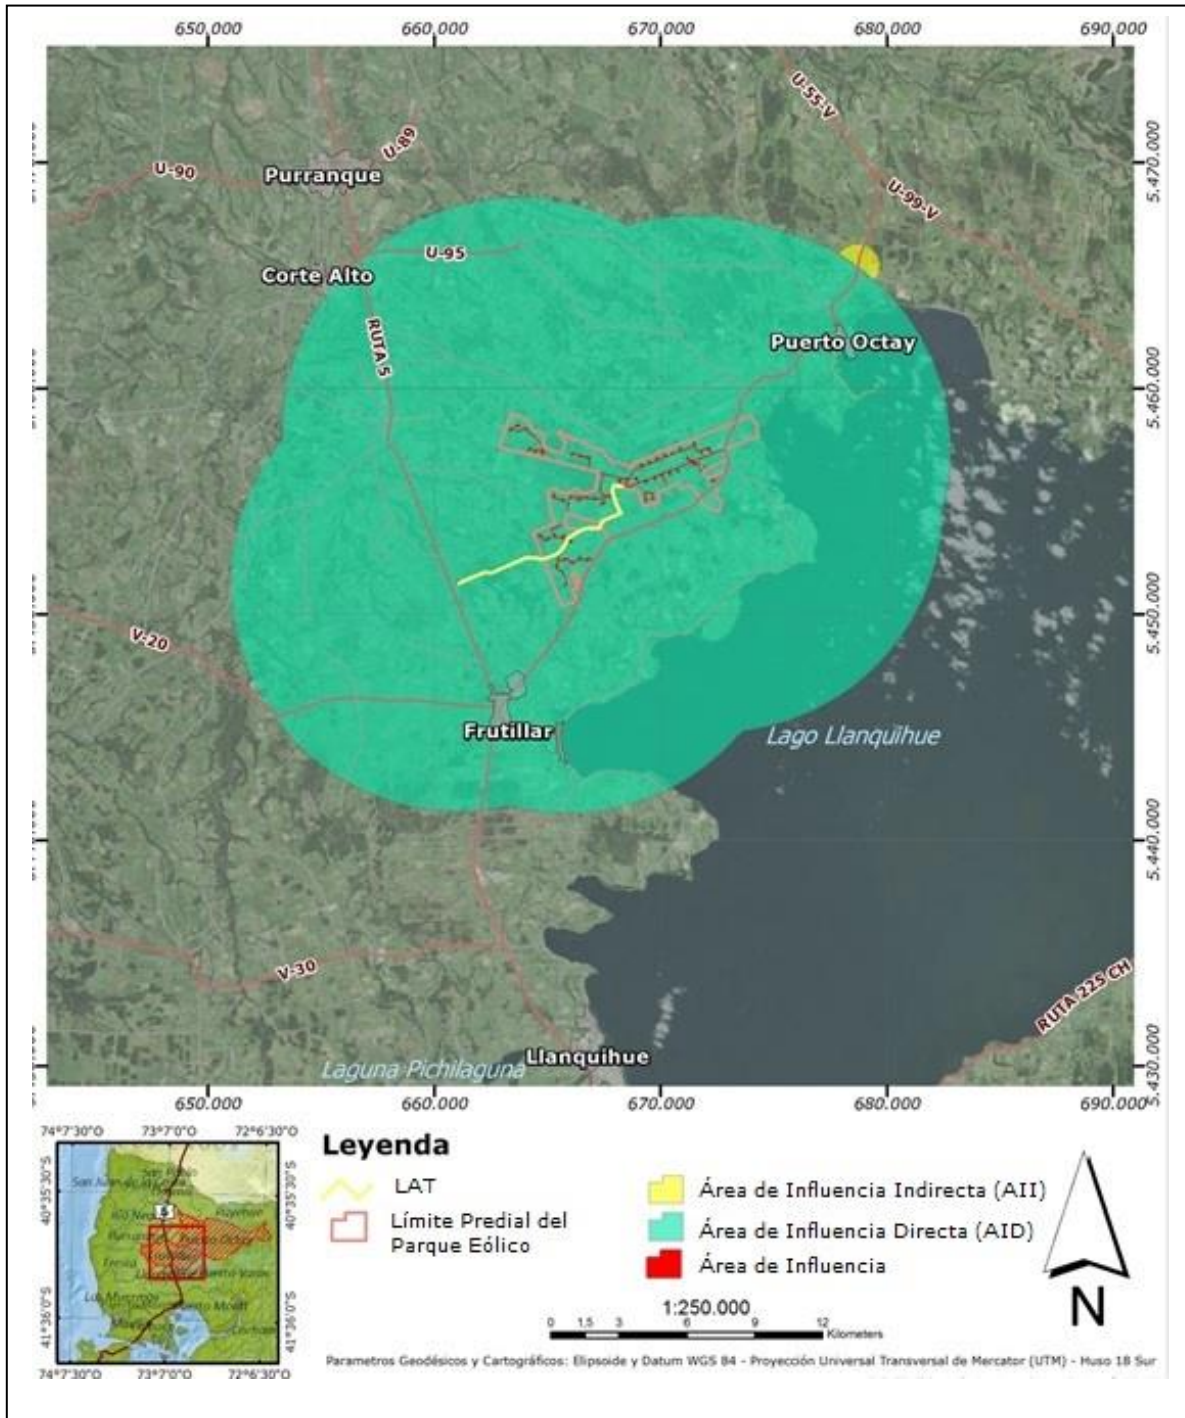 650.000 660.000 670.000 680.000 690.000
U-55-V
U-89
5.470.000
U-90
Purranque
U-99-V
U-95
Corte Alto
RUTA 5
Puerto Octay
5.460.000
5.450.000
V-20
Frutillar
Lago Llanquihue
5.440.000
V-30
RUTA 225 CH
Llanquihue
Laguna Pichilaguna
5.430.000
650.000 660.000 670.000 680.000 690.000
74°7'30"O 73°7'0"O 72°6'30"O
40°35'30"S
40°35'30"S
5
Puerto Octay
41°36'0"S
41°36'0"S
74°7'30"O 73°7'0"O 72°6'30"O
Leyenda
LAT
Límite Predial del
Parque Eólico
Área de Influencia Indirecta (AII)
Área de Influencia Directa (AID)
Área de Influencia
N
1:250.000
0 1,5 3 6 9 12
Kilometers
Parametros Geodésicos y Cartográficos: Elipsoide y Datum WGS 84 - Proyección Universal Transversal de Mercator (UTM) - Huso 18 Sur